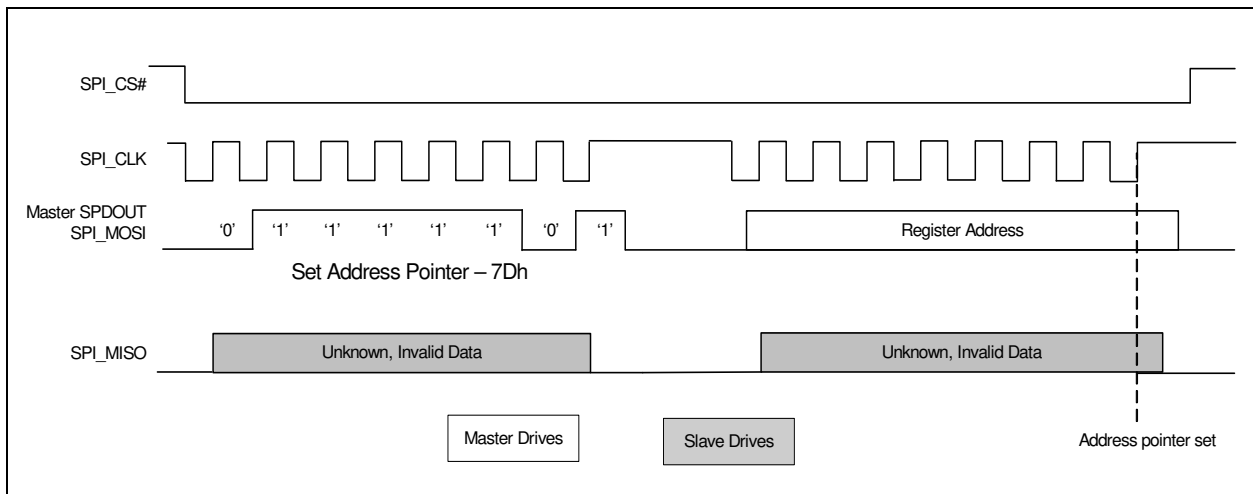 SPI_CS#
SPI_CLK
Master SPDOUT
SPI_MOSI
‘0’ ‘1’ ‘1’ ‘1’ ‘1’ ‘1’ ‘0’ ‘1’
Register Address
Set Address Pointer – 7Dh
SPI_MISO
Unknown, Invalid Data
Unknown, Invalid Data
Master Drives
Slave Drives
Address pointer set